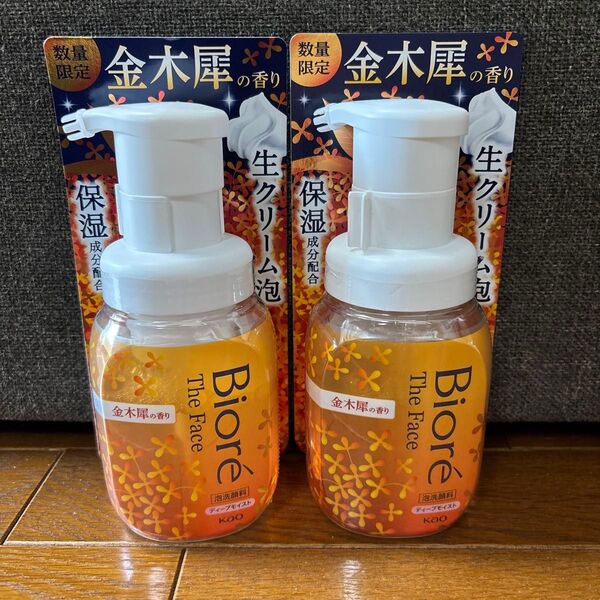 数量
限定
金木犀の香り
生クリーム泡
保湿
成分配合
Bioré
The Face
金木犀の香り
泡洗顔料
ディープモイスト
Kao
数量
限定
金木犀の香り
生クリーム泡
保湿
成分配合
Bioré
The Face
金木犀の香り
泡洗顔料
ディープモイスト
Kao